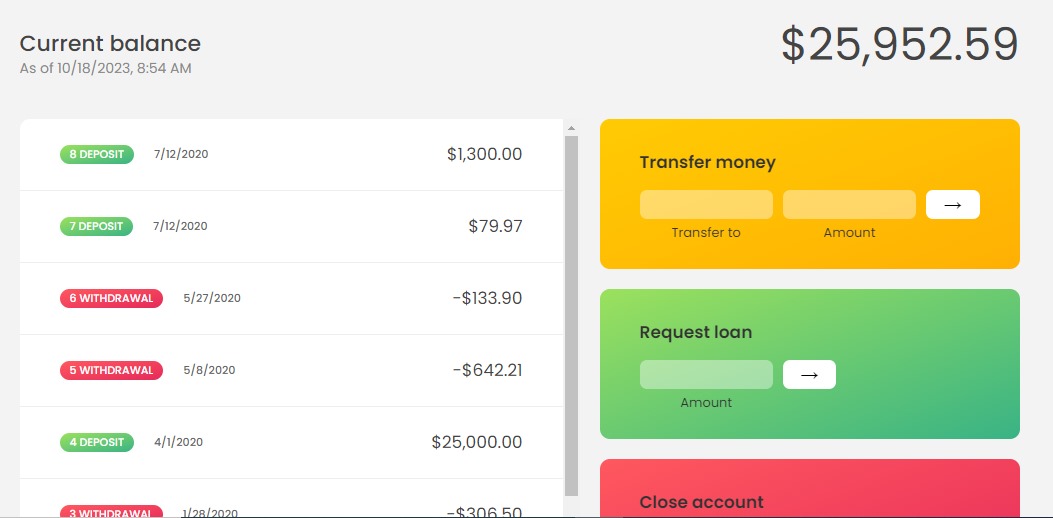 Current balance
As of 10/18/2023, 8:54 AM
$25,952.59
8 DEPOSIT 7/12/2020 $1,300.00
7 DEPOSIT 7/12/2020 $79.97
6 WITHDRAWAL 5/27/2020 -$133.90
5 WITHDRAWAL 5/8/2020 -$642.21
4 DEPOSIT 4/1/2020 $25,000.00
3 WITHDRAWAL 1/28/2020 -$306.50
Transfer money
→
Transfer to Amount
Request loan
→
Amount
Close account